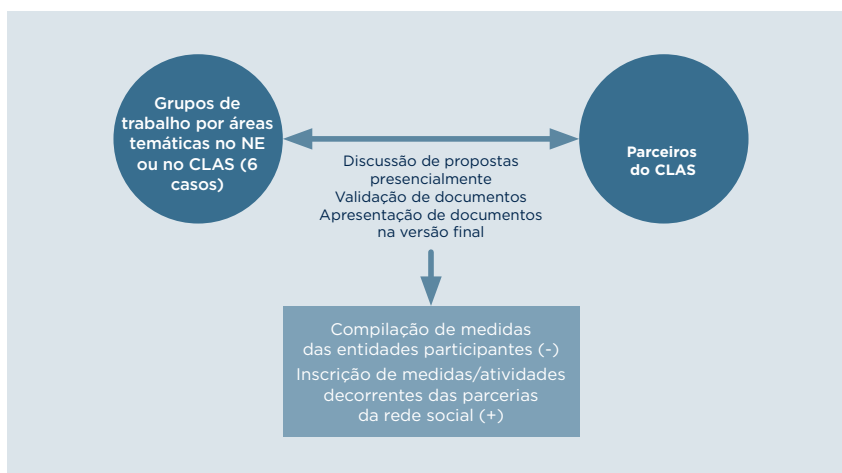 Grupos de
trabalho por áreas
temáticas no NE
ou no CLAS (6
casos)
Parceiros
do CLAS
Discussão de propostas
presencialmente
Validação de documentos
Apresentação de documentos
na versão final
Compilação de medidas
das entidades participantes (-)
Inscrição de medidas/atividades
decorrentes das parcerias
da rede social (+)